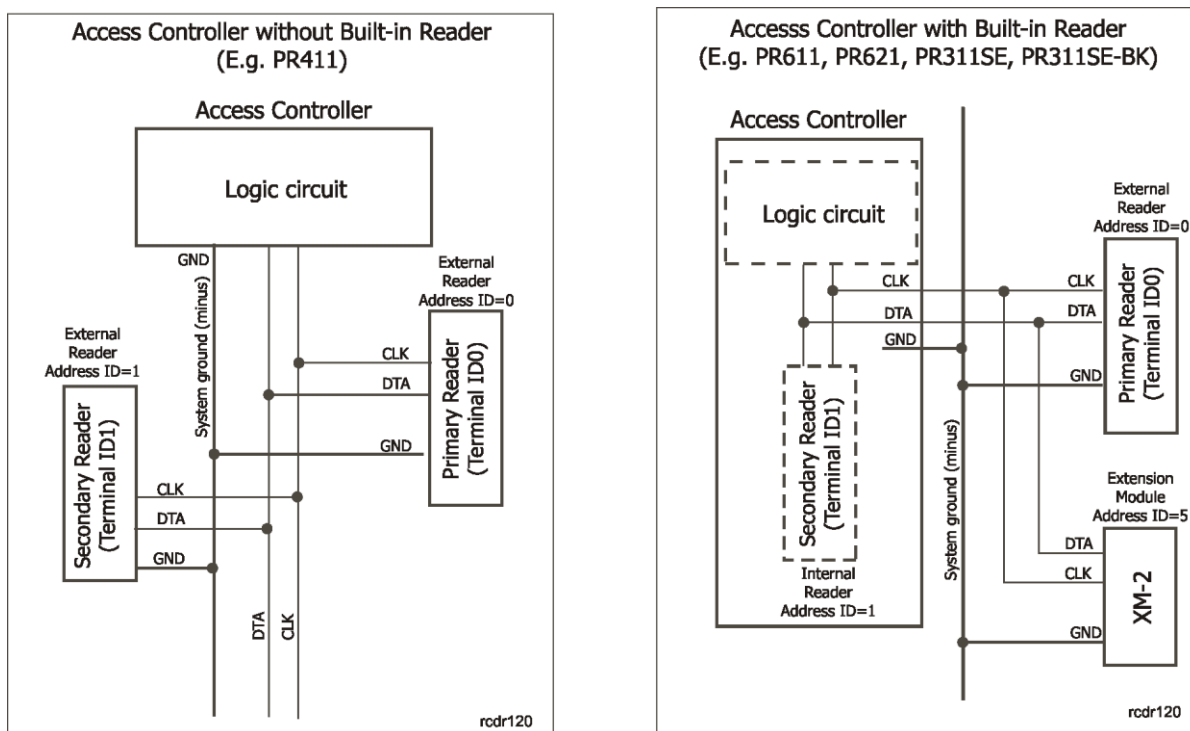 Access Controller without Built-in Reader
(E.g. PR411)
Access Controller
Logic circuit
GND
System ground (minus)
External
Reader
Address ID=0
CLK
DTA
GND
Primary Reader
(Terminal ID0)
External
Reader
Address ID=1
Secondary Reader
(Terminal ID1)
CLK
DTA
GND
DTA
CLK
rcdr120
Accesss Controller with Built-in Reader
(E.g. PR611, PR621, PR311SE, PR311SE-BK)
Access Controller
Logic circuit
External
Reader
Address ID=0
CLK
CLK
DTA
DTA
GND
GND
Primary Reader
(Terminal ID0)
Secondary Reader
(Terminal ID1)
Internal
Reader
Address ID=1
System ground (minus)
Extension
Module
Address ID=5
DTA
CLK
GND
XM-2
rcdr120